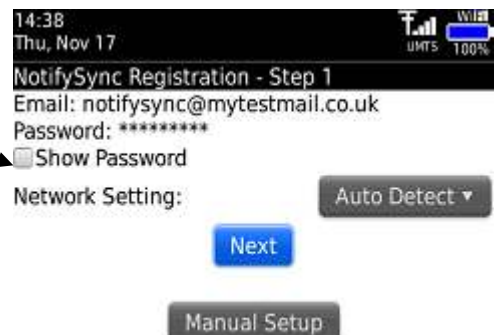 14:38
WiFi
Thu, Nov 17
UMTS 100%
NotifySync Registration - Step 1
Email: notifysync@mytestmail.co.uk
Password: *********
Show Password
Network Setting: Auto Detect
Next
Manual Setup